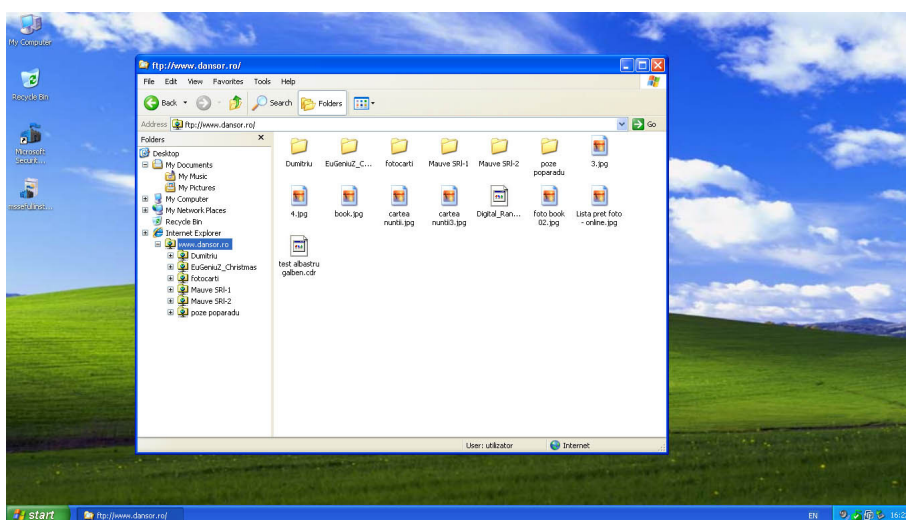 My Computer
Recycle Bin
Microsoft
Securit...
ftp://www.dansor.ro/
File Edit View Favorites Tools Help
Back Search Folders
Address ftp://www.dansor.ro/ Go
Folders
Desktop
My Documents
My Music
My Pictures
My Computer
My Network Places
Recycle Bin
Internet Explorer
www.dansor.ro
Dumitriu
EuGeniuZ_Christmas
fotocarti
Mauve SRl-1
Mauve SRl-2
poze poparadu
Dumitriu EuGeniuZ_C... fotocarti Mauve SRl-1 Mauve SRl-2 poze
poparadu 3.jpg
4.jpg book.jpg cartea
nuntii.jpg cartea
nuntii3.jpg Digital_Ran... foto book
02.jpg Lista pret foto
- online.jpg
test albastru
galben.cdr
User: utilizator Internet
start ftp://www.dansor.ro/ EN